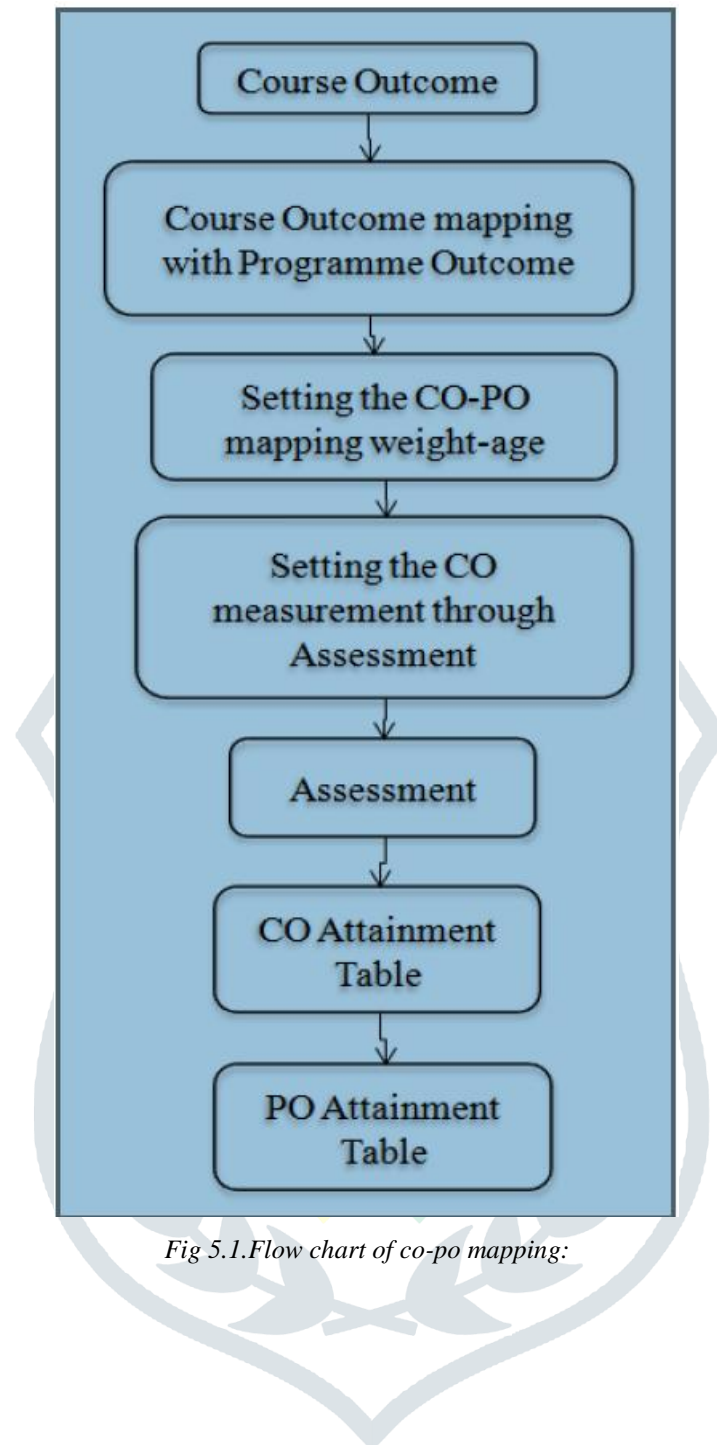 Course Outcome
Course Outcome mapping
with Programme Outcome
Setting the CO-PO
mapping weight-age
Setting the CO
measurement through
Assessment
Assessment
CO Attainment
Table
PO Attainment
Table
Fig 5.1.Flow chart of co-po mapping: